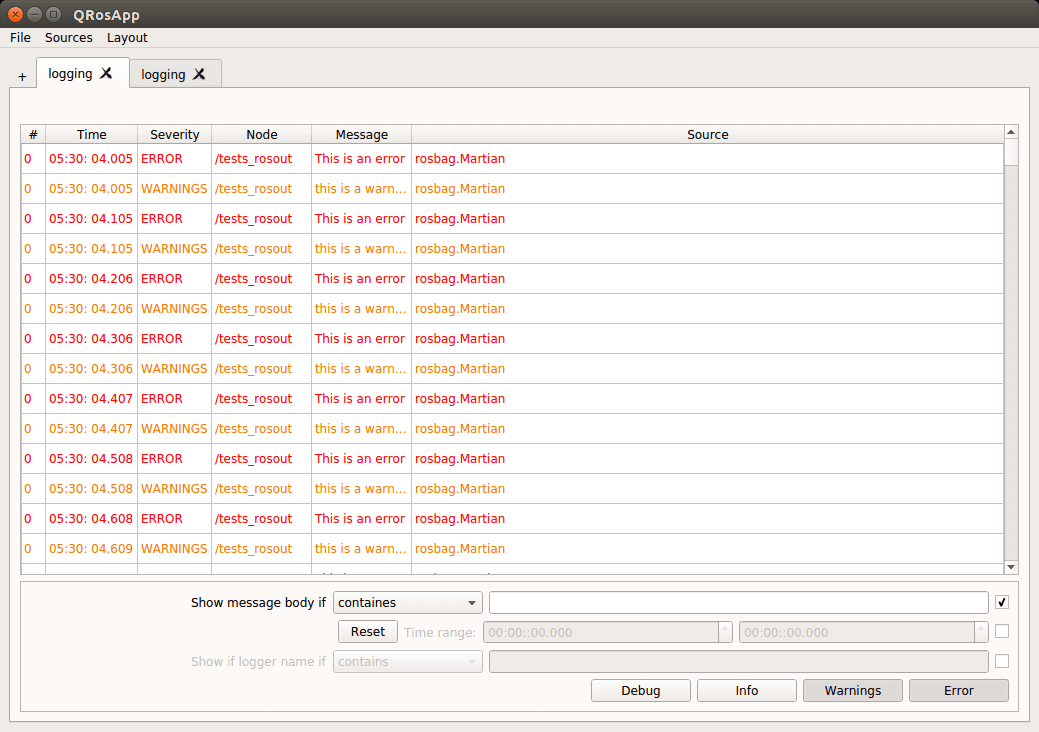 QRosApp
File Sources Layout
+ logging logging
# Time Severity Node Message Source
0 05:30: 04.005 ERROR /tests_rosout This is an error rosbag.Martian
0 05:30: 04.005 WARNINGS /tests_rosout this is a warn... rosbag.Martian
0 05:30: 04.105 ERROR /tests_rosout This is an error rosbag.Martian
0 05:30: 04.105 WARNINGS /tests_rosout this is a warn... rosbag.Martian
0 05:30: 04.206 ERROR /tests_rosout This is an error rosbag.Martian
0 05:30: 04.206 WARNINGS /tests_rosout this is a warn... rosbag.Martian
0 05:30: 04.306 ERROR /tests_rosout This is an error rosbag.Martian
0 05:30: 04.306 WARNINGS /tests_rosout this is a warn... rosbag.Martian
0 05:30: 04.407 ERROR /tests_rosout This is an error rosbag.Martian
0 05:30: 04.407 WARNINGS /tests_rosout this is a warn... rosbag.Martian
0 05:30: 04.508 ERROR /tests_rosout This is an error rosbag.Martian
0 05:30: 04.508 WARNINGS /tests_rosout this is a warn... rosbag.Martian
0 05:30: 04.608 ERROR /tests_rosout This is an error rosbag.Martian
0 05:30: 04.609 WARNINGS /tests_rosout this is a warn... rosbag.Martian
Show message body if containes
Reset Time range: 00:00::00.000 00:00::00.000
Show if logger name if contains
Debug Info Warnings Error